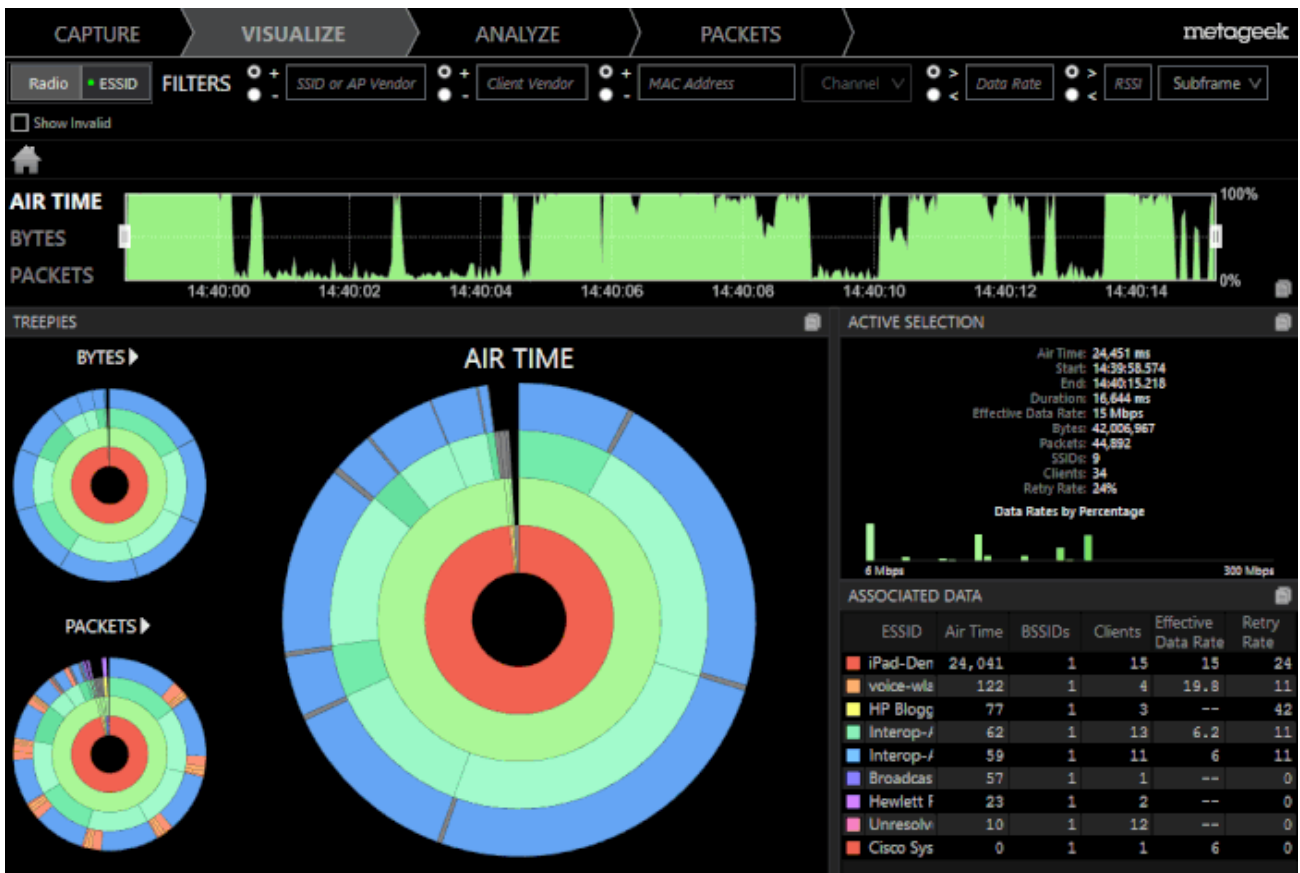 CAPTURE VISUALIZE ANALYZE PACKETS metageek
Radio ESSID FILTERS + - SSID or AP Vendor + - Client Vendor + - MAC Address Channel > < Data Rate > < RSSI Subframe
Show Invalid
AIR TIME
BYTES
PACKETS
100%
0%
14:40:00 14:40:02 14:40:04 14:40:06 14:40:08 14:40:10 14:40:12 14:40:14
TREEPIES
BYTES
AIR TIME
PACKETS
ACTIVE SELECTION
Air Time: 24,451 ms
Start: 14:39:58.574
End: 14:40:15.218
Duration: 16,644 ms
Effective Data Rate: 15 Mbps
Bytes: 42,006,967
Packets: 44,892
SSIDs: 9
Clients: 34
Retry Rate: 24%
Data Rates by Percentage
6 Mbps 300 Mbps
ASSOCIATED DATA
ESSID Air Time BSSIDs Clients Effective Data Rate Retry Rate
iPad-Den 24,041 1 15 15 24
voice-wla 122 1 4 19.8 11
HP Blogg 77 1 3 -- 42
Interop-A 62 1 13 6.2 11
Interop-A 59 1 11 6 11
Broadcas 57 1 1 -- 0
Hewlett P 23 1 2 -- 0
Unresolv 10 1 12 -- 0
Cisco Sys 0 1 1 6 0